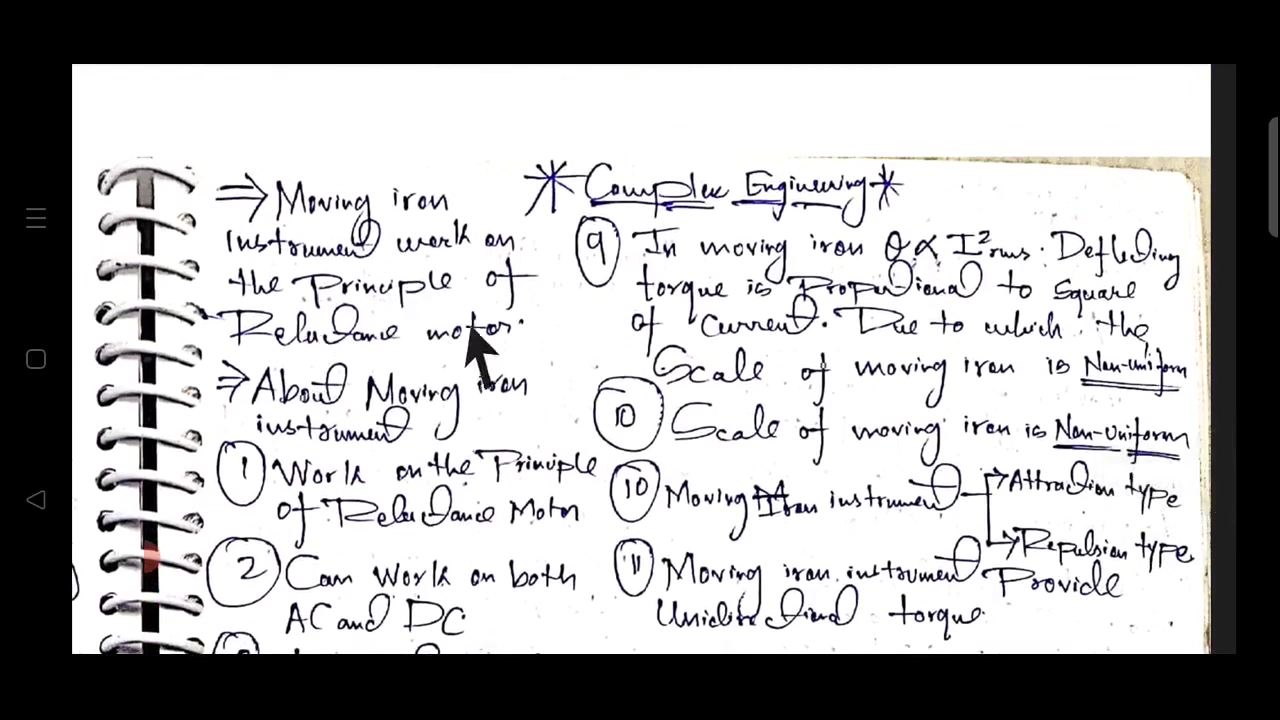 * Complex Engineering *
⇒ Moving iron
instrument work on
the Principle of
Reluctance motor.
⇒ About Moving iron
instrument
① Work on the Principle
of Reluctance Motor
② Can Work on both
AC and DC
⑨ In moving iron θ ∝ I²rms. Deflecting
torque is Proportional to square
of current. Due to which the
Scale of moving iron is Non-uniform
⑩ Scale of moving iron is Non-Uniform
⑩ Moving Iron instrument → Attraction type
→ Repulsion type
⑪ Moving iron instrument Provide
Unidirectional torque.